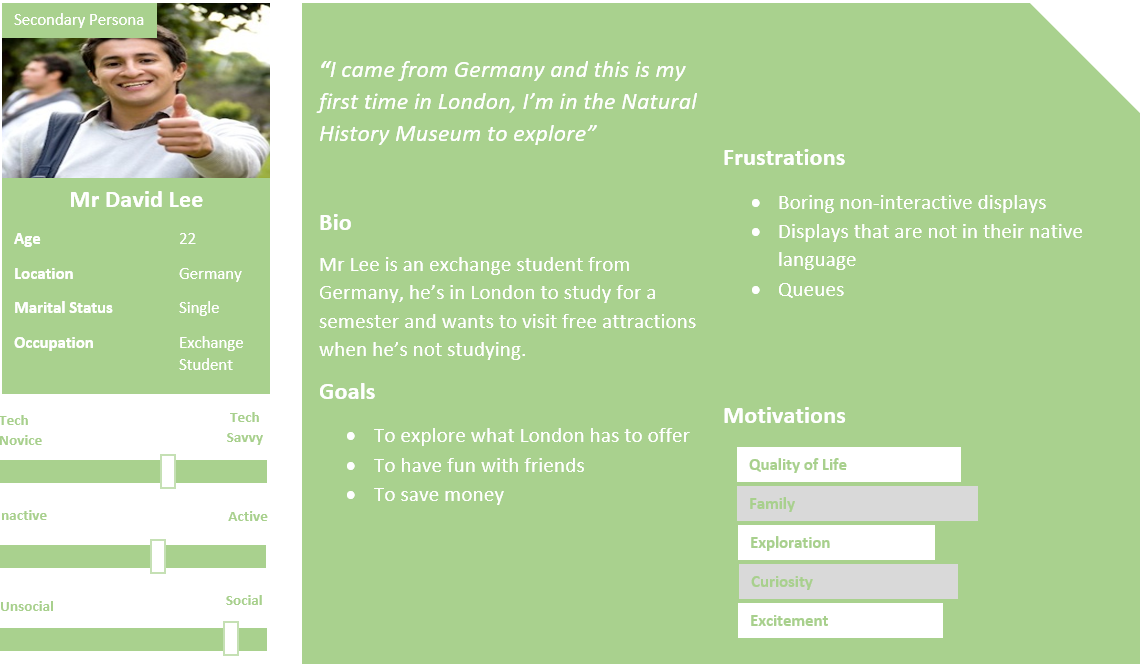 Secondary Persona
Mr David Lee
Age 22
Location Germany
Marital Status Single
Occupation Exchange
Student
Tech
Novice
Tech
Savvy
nactive
Active
Unsocial
Social
“I came from Germany and this is my
first time in London, I’m in the Natural
History Museum to explore”
Bio
Mr Lee is an exchange student from
Germany, he’s in London to study for a
semester and wants to visit free attractions
when he’s not studying.
Goals
• To explore what London has to offer
• To have fun with friends
• To save money
Frustrations
• Boring non-interactive displays
• Displays that are not in their native
language
• Queues
Motivations
Quality of Life
Family
Exploration
Curiosity
Excitement